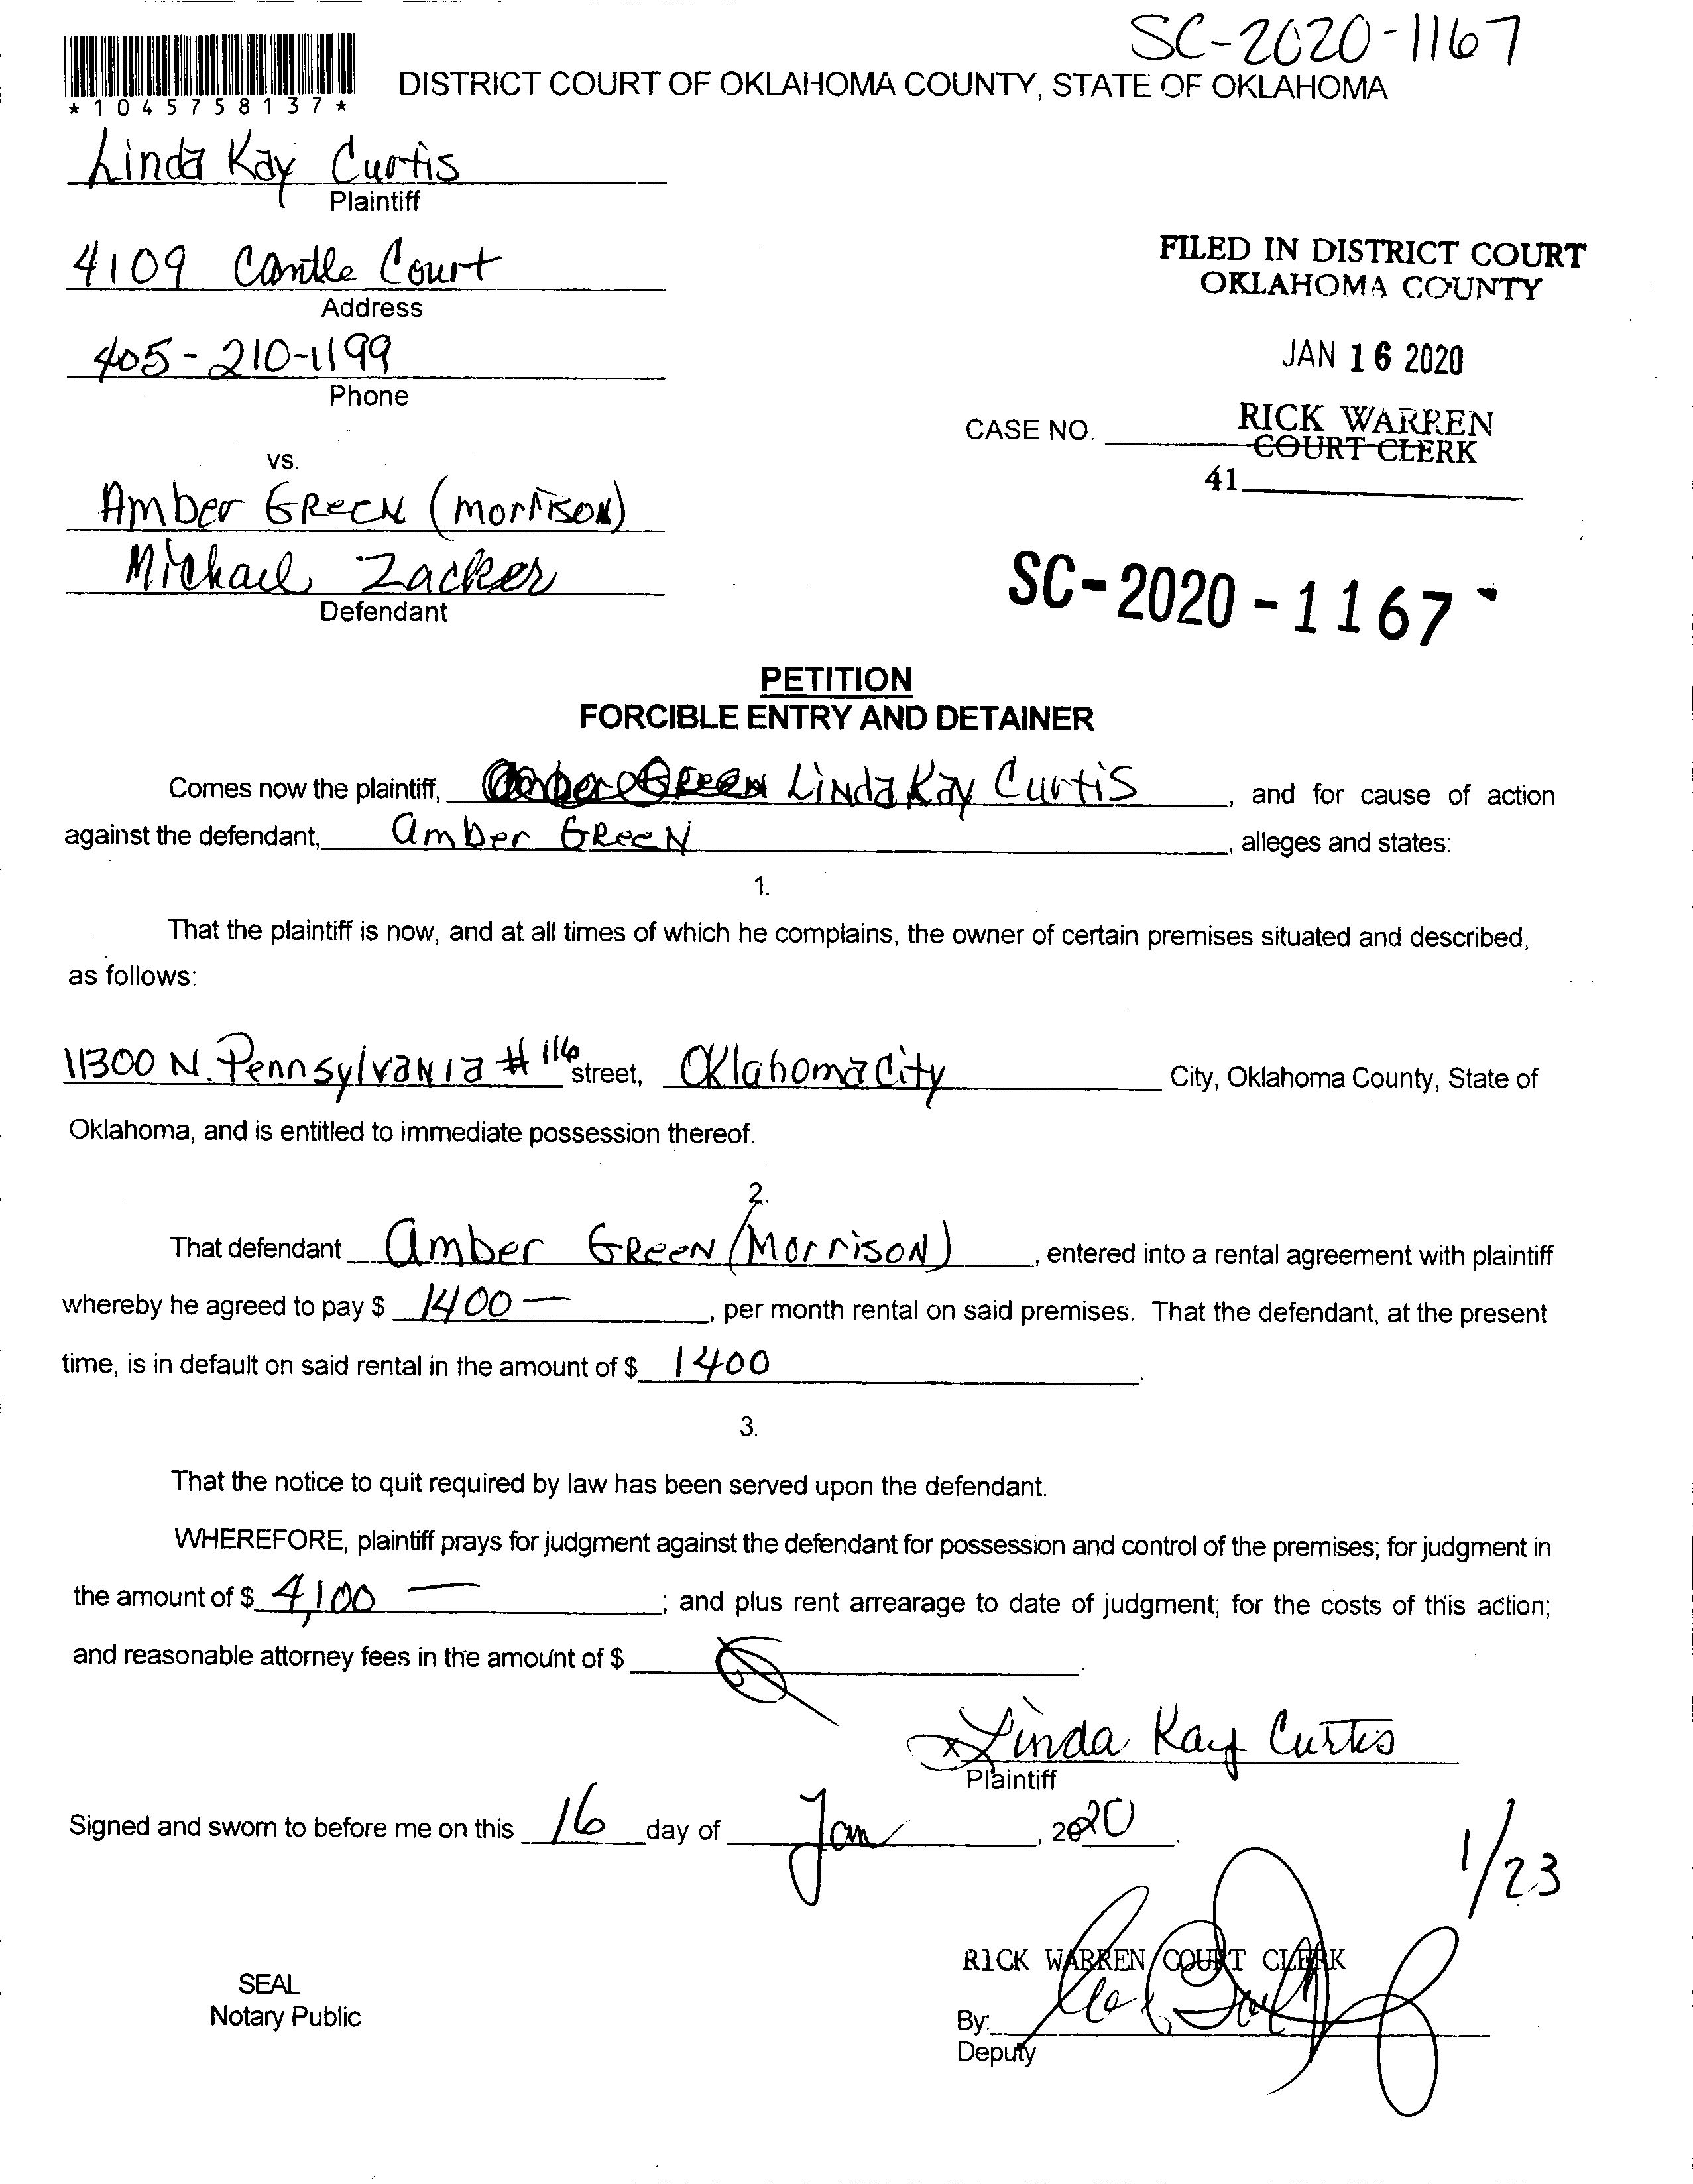 SC-2020-1167
*1045758137*
DISTRICT COURT OF OKLAHOMA COUNTY, STATE OF OKLAHOMA
Linda Kay Curtis
Plaintiff
4109 Cantle Court
Address
405-210-1199
Phone
FILED IN DISTRICT COURT
OKLAHOMA COUNTY
JAN 16 2020
RICK WARREN
COURT CLERK
41
CASE NO.
vs.
Amber GReeN (morrisoN)
Michael Zacker
Defendant
SC-2020-1167
PETITION
FORCIBLE ENTRY AND DETAINER
Comes now the plaintiff, Amber GReeN LiNda Kay CurtiS, and for cause of action
against the defendant, amber GReeN, alleges and states:
1.
That the plaintiff is now, and at all times of which he complains, the owner of certain premises situated and described,
as follows:
11300 N. PennsylvaNia #116 street, Oklahoma City City, Oklahoma County, State of
Oklahoma, and is entitled to immediate possession thereof.
2.
That defendant amber GReeN (MorrisoN), entered into a rental agreement with plaintiff
whereby he agreed to pay $ 1400—, per month rental on said premises. That the defendant, at the present
time, is in default on said rental in the amount of $ 1400.
3.
That the notice to quit required by law has been served upon the defendant.
WHEREFORE, plaintiff prays for judgment against the defendant for possession and control of the premises; for judgment in
the amount of $ 4,100 —; and plus rent arrearage to date of judgment; for the costs of this action;
and reasonable attorney fees in the amount of $
x Linda Kay Curtis
Plaintiff
Signed and sworn to before me on this 16 day of Jan, 2020.
1/23
RICK WARREN COURT CLERK
SEAL
Notary Public
By:
Deputy